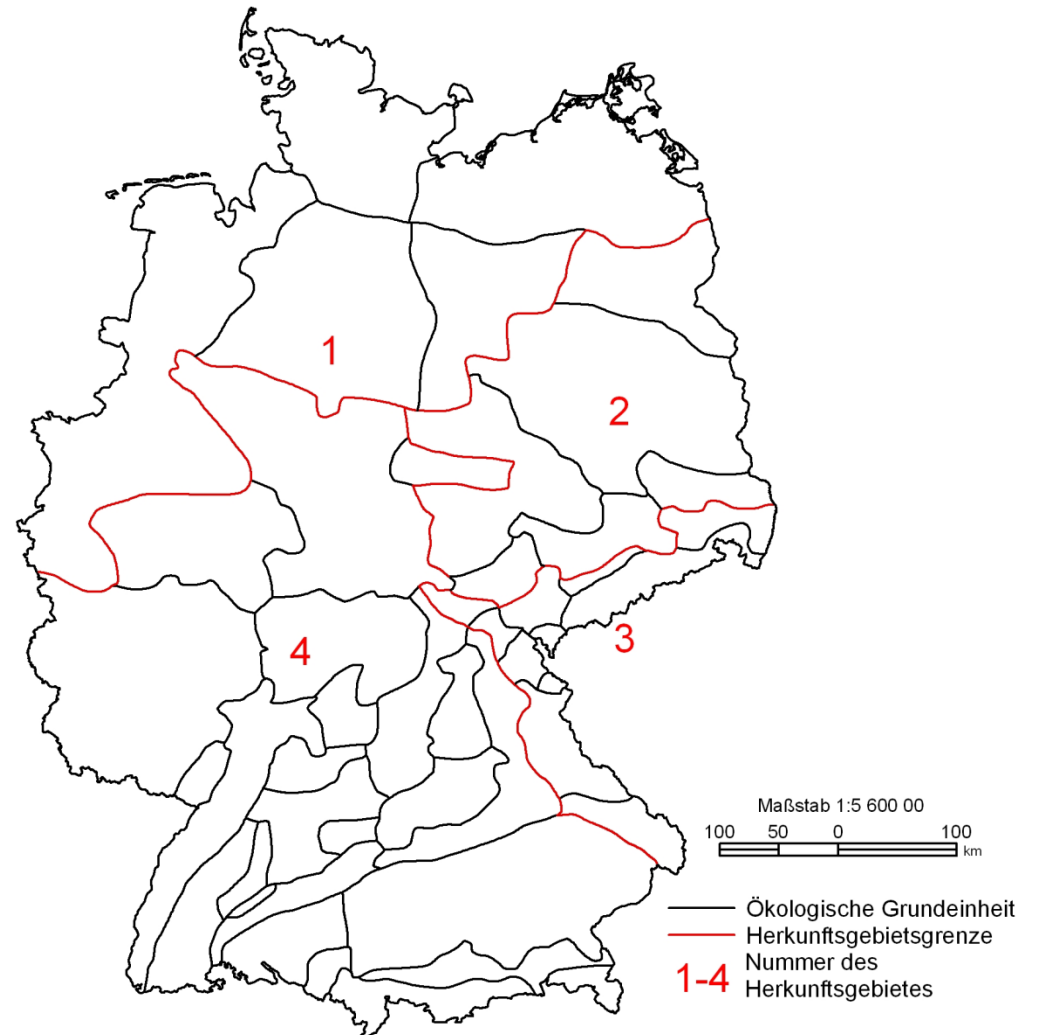 1
2
3
4
Maßstab 1:5 600 00
100 50 0 100
km
Ökologische Grundeinheit
Herkunftsgebietsgrenze
1-4 Nummer des
Herkunftsgebietes